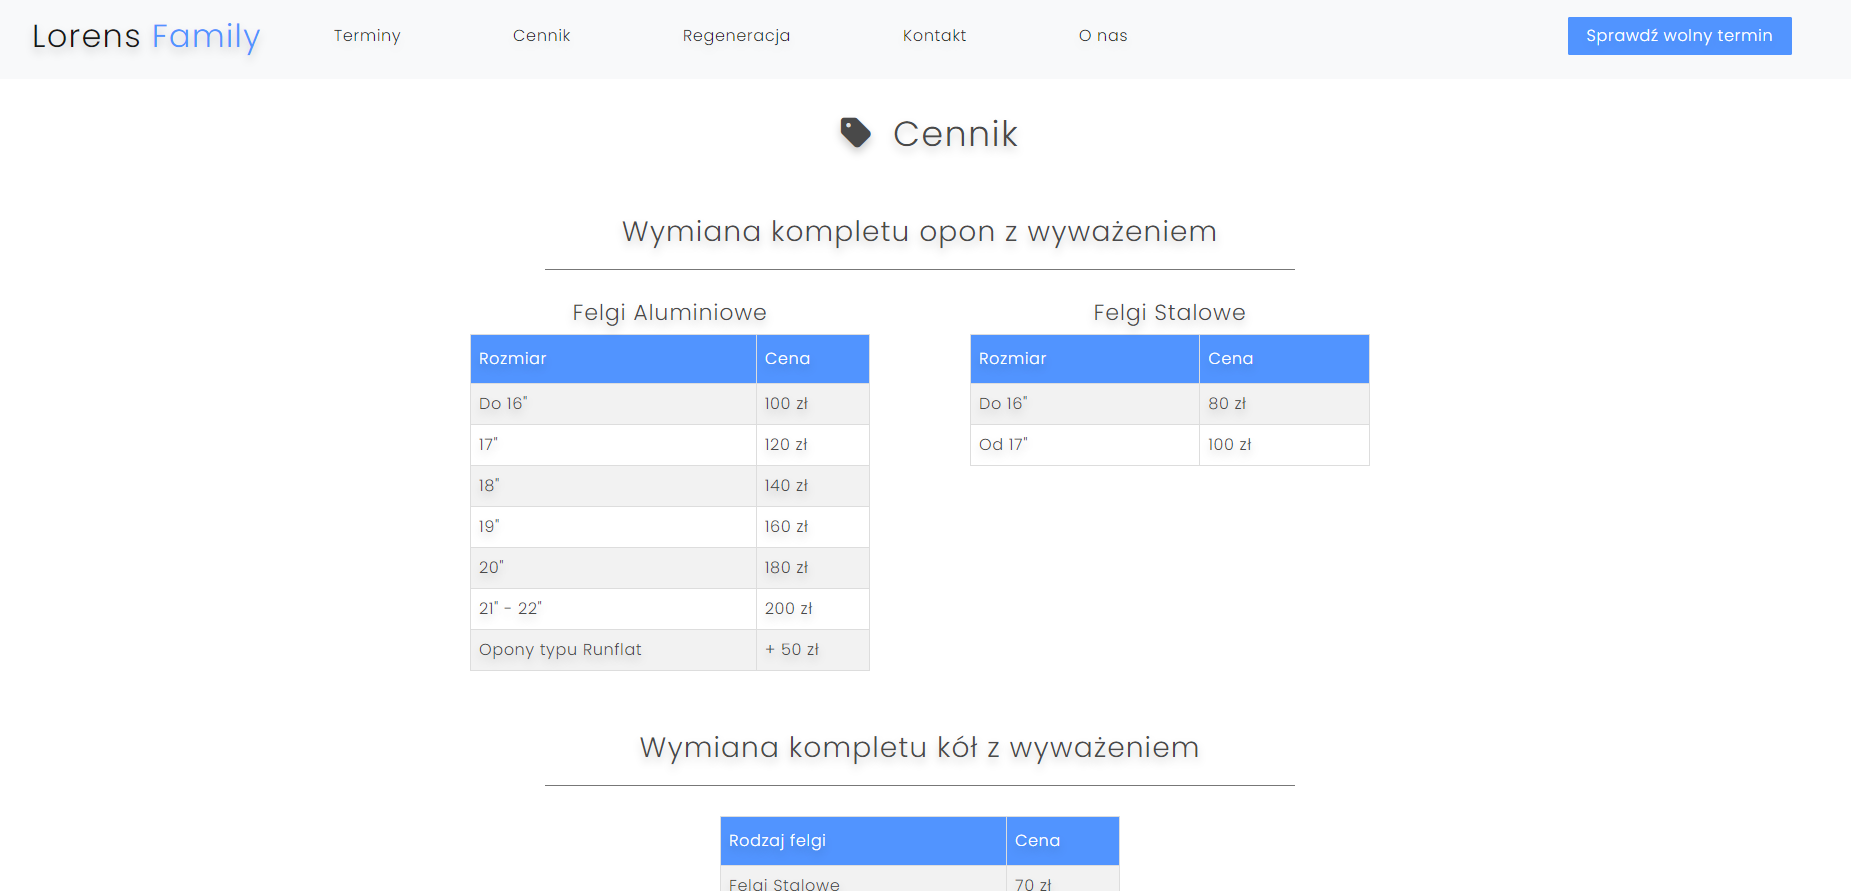 Lorens Family
Terminy
Cennik
Regeneracja
Kontakt
O nas
Sprawdź wolny termin
Cennik
Wymiana kompletu opon z wyważeniem
Felgi Aluminiowe
Rozmiar Cena
Do 16" 100 zł
17" 120 zł
18" 140 zł
19" 160 zł
20" 180 zł
21" - 22" 200 zł
Opony typu Runflat + 50 zł
Felgi Stalowe
Rozmiar Cena
Do 16" 80 zł
Od 17" 100 zł
Wymiana kompletu kół z wyważeniem
Rodzaj felgi Cena
Felgi Stalowe 70 zł